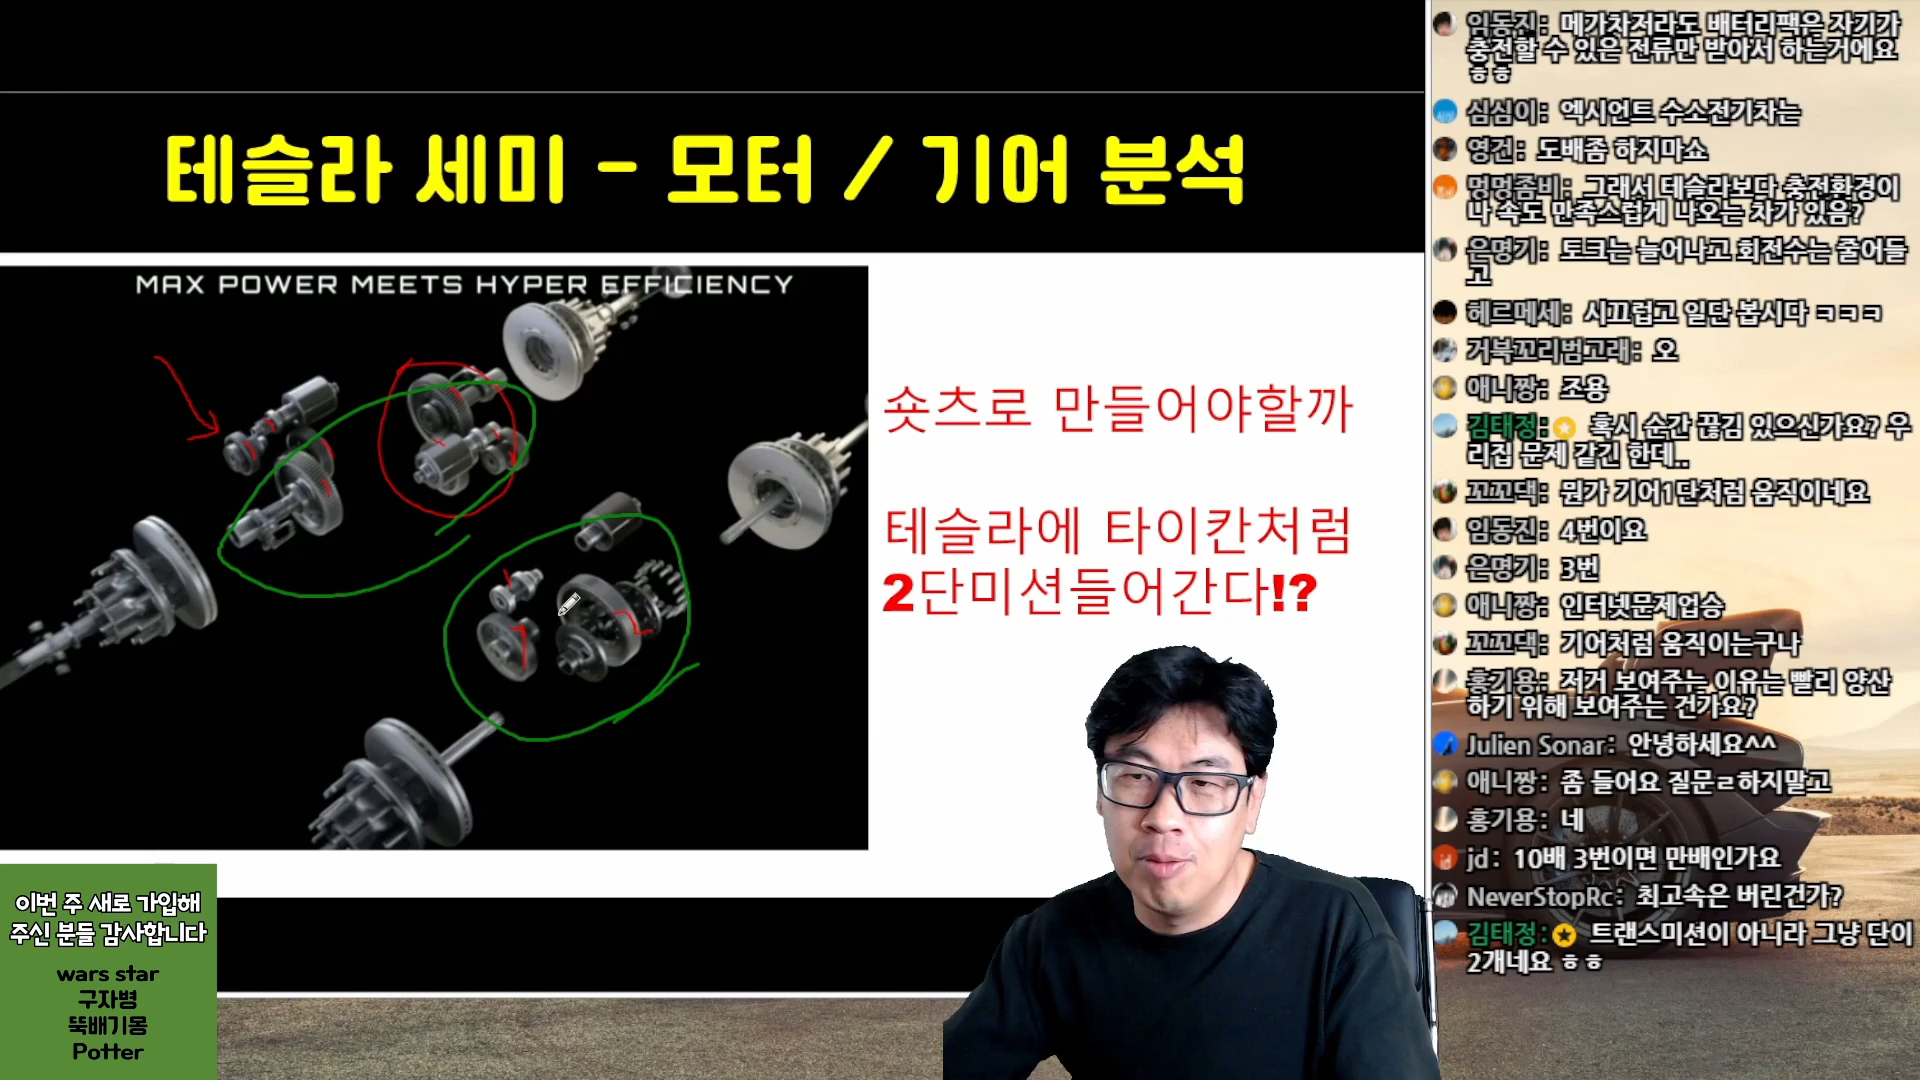 테슬라 세미 - 모터 / 기어 분석
MAX POWER MEETS HYPER EFFICIENCY
숏츠로 만들어야할까
테슬라에 타이칸처럼
2단미션들어간다!?
이번 주 새로 가입해
주신 분들 감사합니다
wars star
구자병
뚝배기몽
Potter
임동진: 메가차저라도 배터리팩은 자기가
충전할 수 있은 전류만 받아서 하는거에요
ㅎㅎ
심심이: 엑시언트 수소전기차는
영건: 도배좀 하지마쇼
멍멍좀비: 그래서 테슬라보다 충전환경이
나 속도 만족스럽게 나오는 차가 있음?
은명기: 토크는 늘어나고 회전수는 줄어들
고
헤르메세: 시끄럽고 일단 봅시다 ㅋㅋㅋ
거북꼬리범고래: 오
애니짱: 조용
김태정: 혹시 순간 끊김 있으신가요? 우
리집 문제 같긴 한데..
꼬꼬댁: 뭔가 기어1단처럼 움직이네요
임동진: 4번이요
은명기: 3번
애니짱: 인터넷문제업승
꼬꼬댁: 기어처럼 움직이는구나
홍기용: 저거 보여주는 이유는 빨리 양산
하기 위해 보여주는 건가요?
Julien Sonar: 안녕하세요^^
애니짱: 좀 들어요 질문ㄹ하지말고
홍기용: 네
jd: 10배 3번이면 만배인가요
NeverStopRc: 최고속은 버린건가?
김태정: 트랜스미션이 아니라 그냥 단이
2개네요 ㅎㅎ